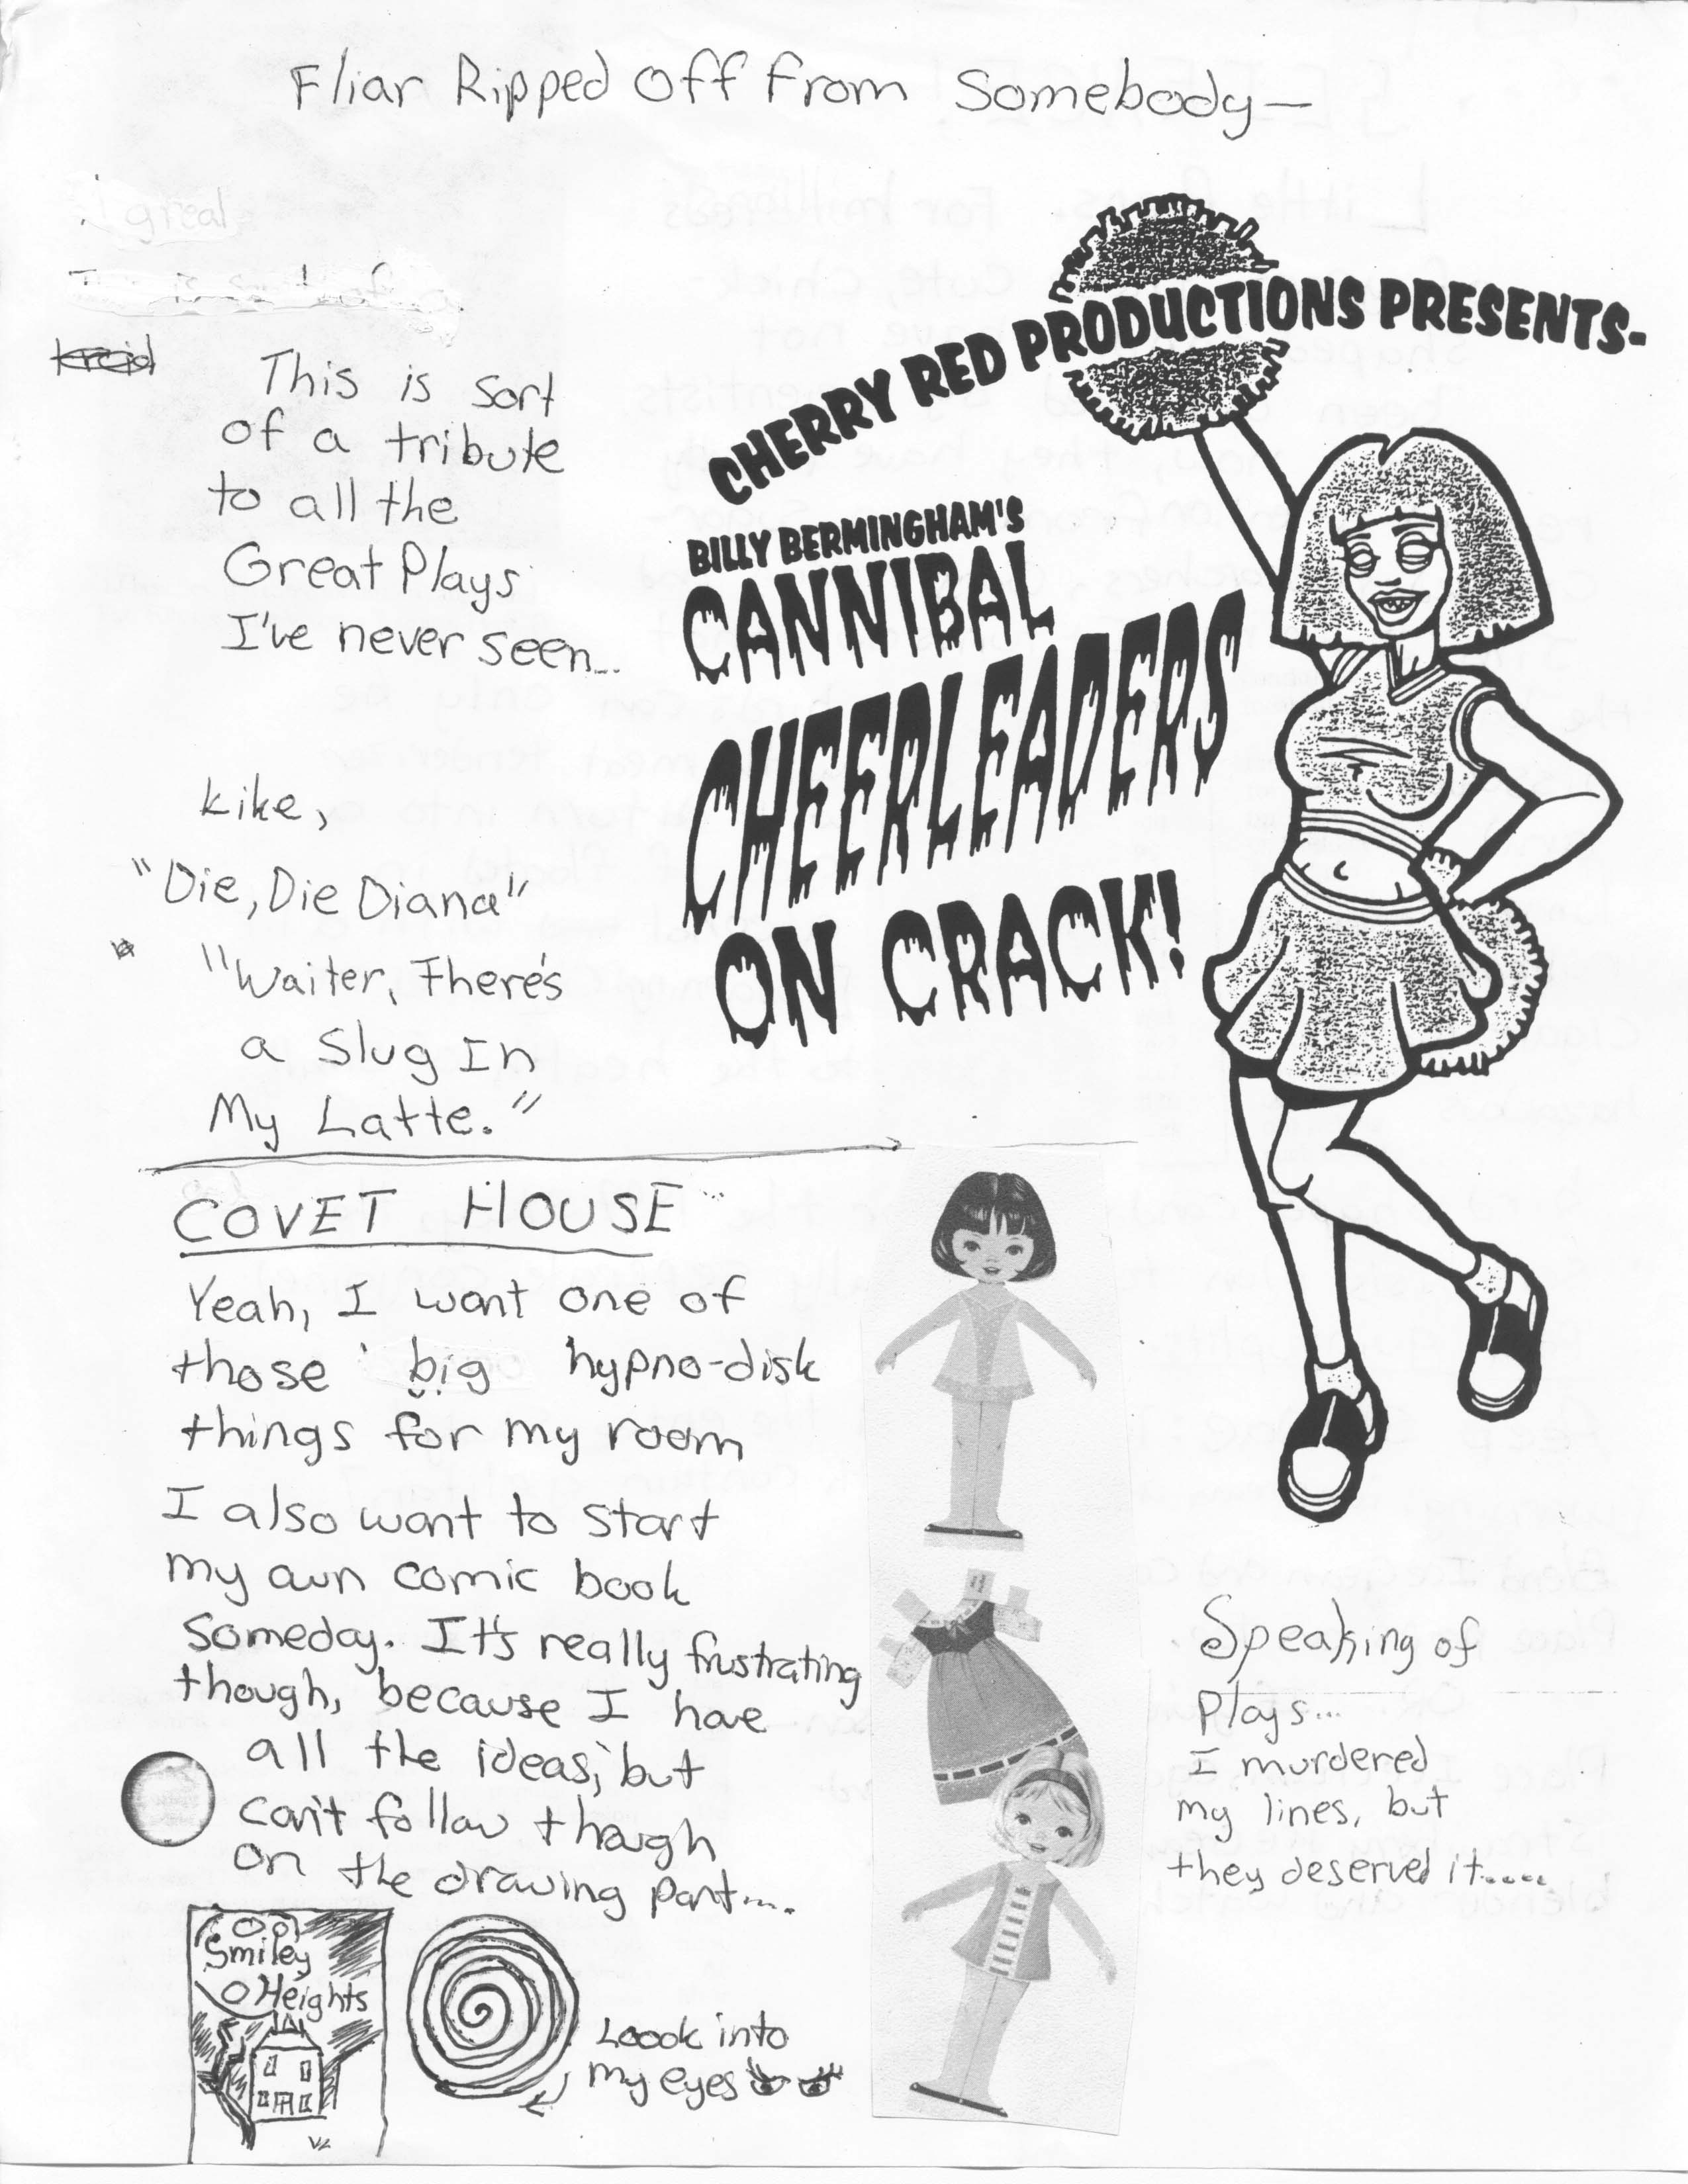 Fliar Ripped Off From Somebody—
great
This is sort
of a tribute
to all the
Great Plays
I've never seen...
Like,
"Die, Die Diana"
"Waiter, There's
a Slug In
My Latte."
CHERRY RED PRODUCTIONS PRESENTS-
BILLY BERMINGHAM'S
CANNIBAL
CHEERLEADERS
ON CRACK!
COVET HOUSE
Yeah, I want one of
those big hypno-disk
things for my room
I also want to start
my own comic book
Someday. It's really frustrating
though, because I have
all the ideas, but
can't follow though
on the drawing part....
Smiley
Heights
Loook into
my eyes
Speaking of
Plays...
I murdered
my lines, but
they deserved it.....